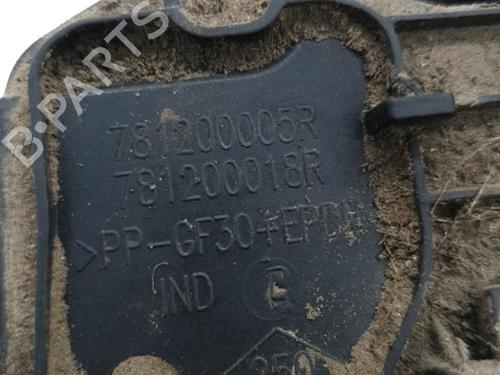 B-PARTS
781200005R
781200018R
>PP-GF30+EPDM
IND E